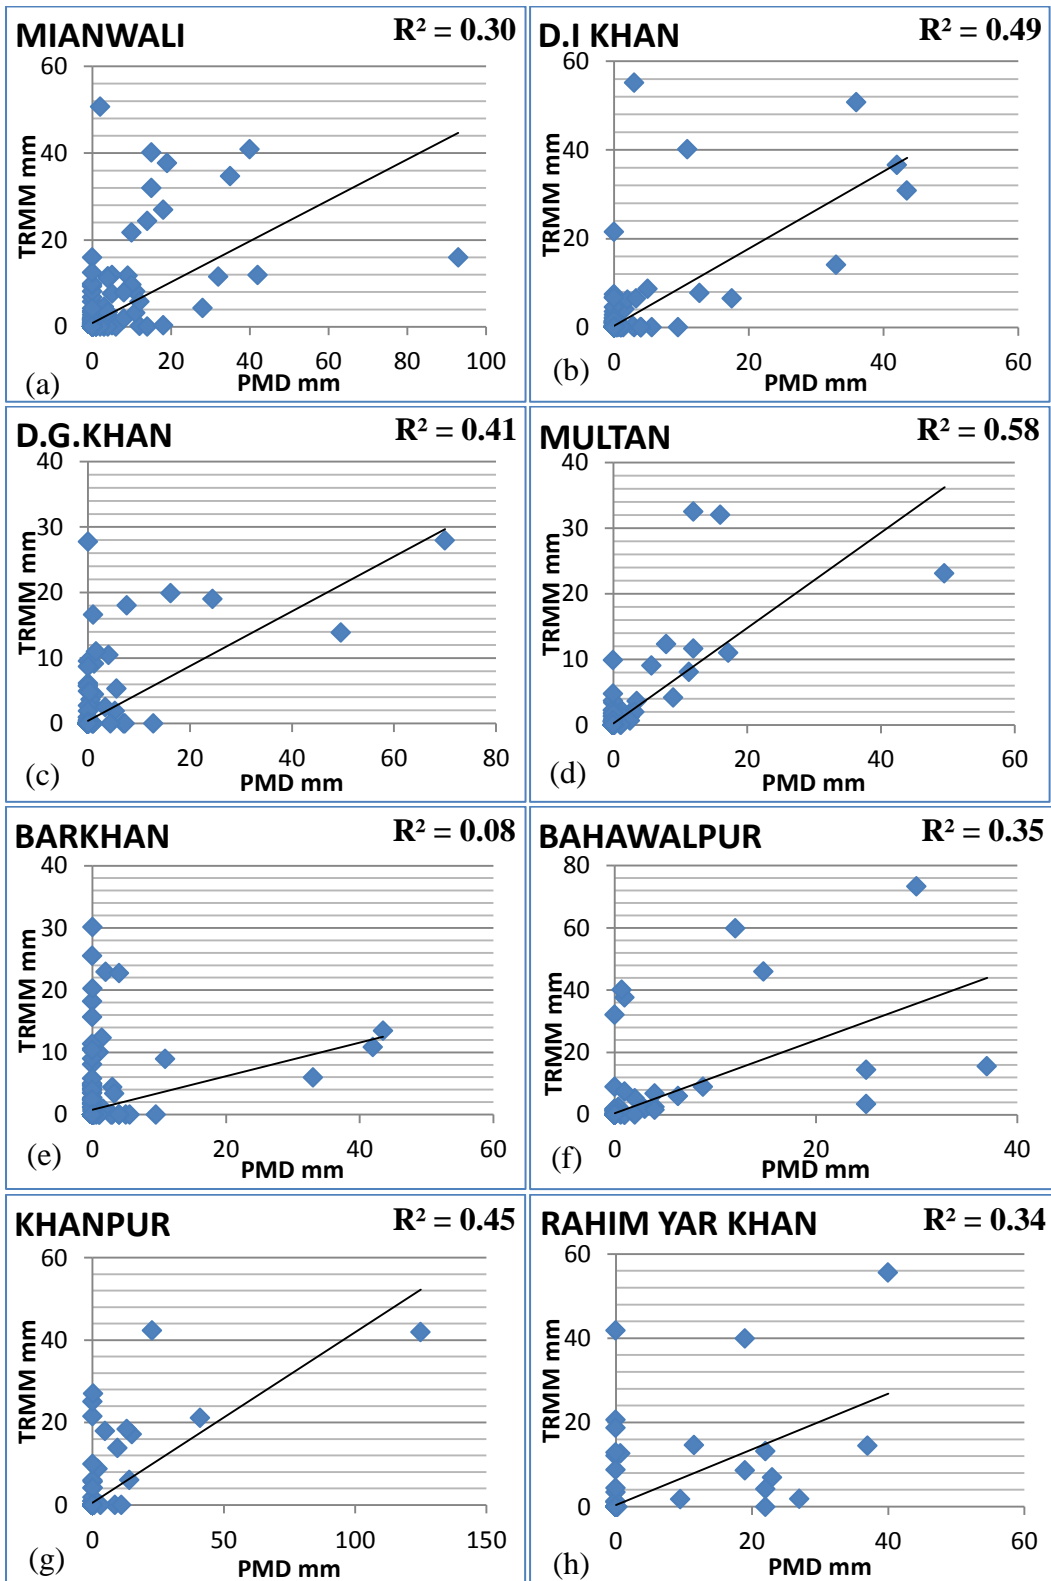 MIANWALI R² = 0.30
60
40
20
0
TRMM mm
0 20 40 60 80 100
(a) PMD mm
D.I KHAN R² = 0.49
60
40
20
0
TRMM mm
0 20 40 60
(b) PMD mm
D.G.KHAN R² = 0.41
40
30
20
10
0
TRMM mm
0 20 40 60 80
(c) PMD mm
MULTAN R² = 0.58
40
30
20
10
0
TRMM mm
0 20 40 60
(d) PMD mm
BARKHAN R² = 0.08
40
30
20
10
0
TRMM mm
0 20 40 60
(e) PMD mm
BAHAWALPUR R² = 0.35
80
60
40
20
0
TRMM mm
0 20 40
(f) PMD mm
KHANPUR R² = 0.45
60
40
20
0
TRMM mm
0 50 100 150
(g) PMD mm
RAHIM YAR KHAN R² = 0.34
60
40
20
0
TRMM mm
0 20 40 60
(h) PMD mm